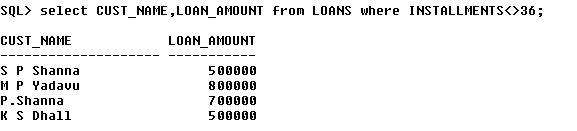 SQL> select CUST_NAME,LOAN_AMOUNT from LOANS where INSTALLMENTS<>36;
CUST_NAME LOAN_AMOUNT
-------------------- -----------
S P Shanna 500000
M P Yadavu 800000
P.Shanna 700000
K S Dhall 500000